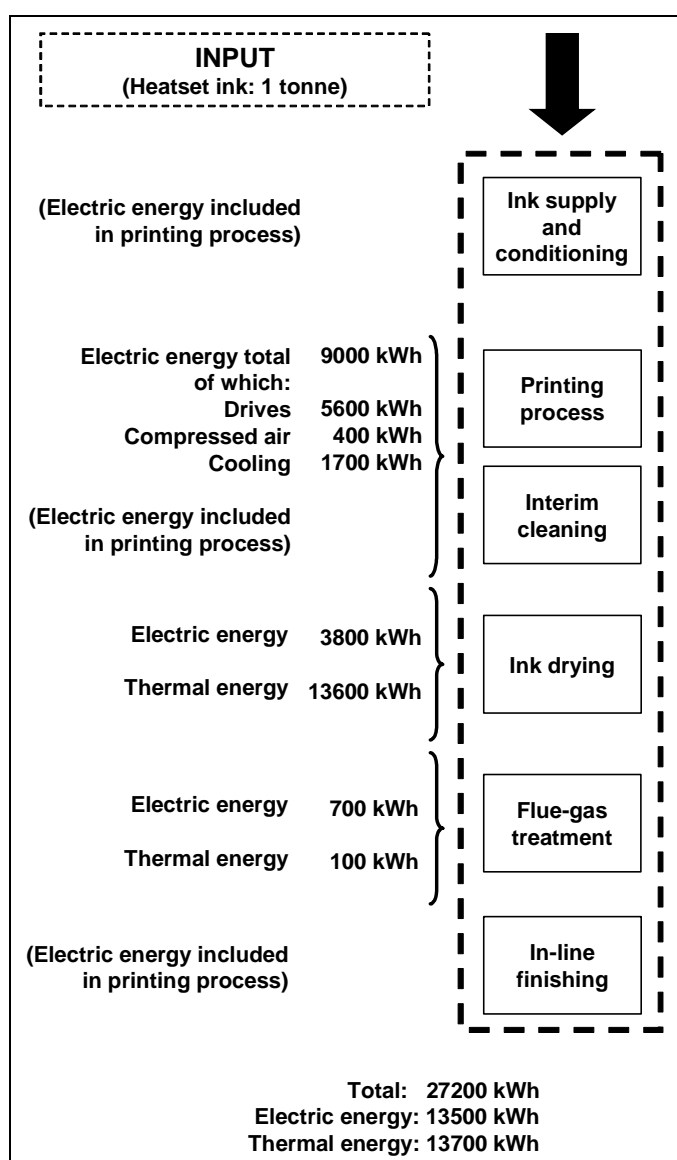 INPUT
(Heatset ink: 1 tonne)
(Electric energy included
in printing process)
Ink supply
and
conditioning
Electric energy total 9000 kWh
of which:
Drives 5600 kWh
Compressed air 400 kWh
Cooling 1700 kWh
Printing
process
(Electric energy included
in printing process)
Interim
cleaning
Electric energy 3800 kWh
Thermal energy 13600 kWh
Ink drying
Electric energy 700 kWh
Thermal energy 100 kWh
Flue-gas
treatment
(Electric energy included
in printing process)
In-line
finishing
Total: 27200 kWh
Electric energy: 13500 kWh
Thermal energy: 13700 kWh